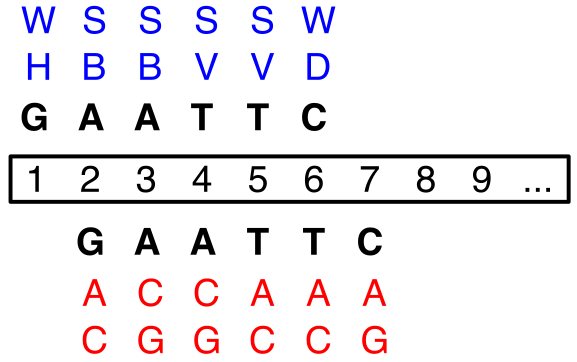 W S S S S W
H B B V V D
G A A T T C
1 2 3 4 5 6 7 8 9 ...
G A A T T C
A C C A A A
C G G C C G